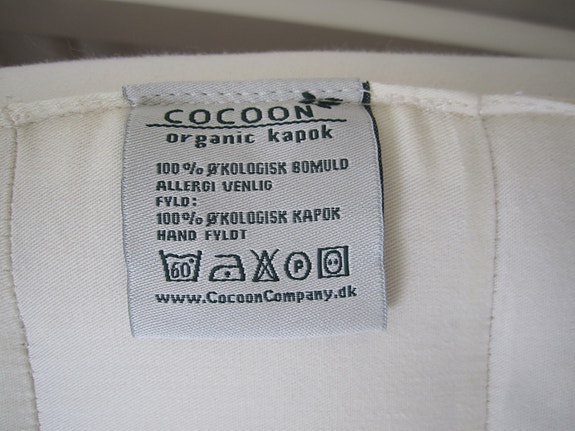 COCOON
organic kapok
100% ØKOLOGISK BOMULD
ALLERGI VENLIG
FYLD:
100% ØKOLOGISK KAPOK
HAND FYLDT
60° P
www.CocoonCompany.dk